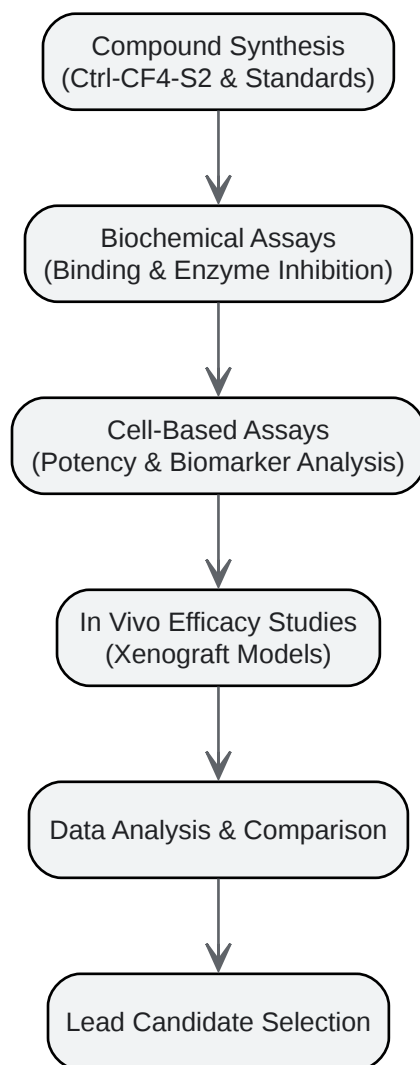 Compound Synthesis
(Ctrl-CF4-S2 & Standards)
Biochemical Assays
(Binding & Enzyme Inhibition)
Cell-Based Assays
(Potency & Biomarker Analysis)
In Vivo Efficacy Studies
(Xenograft Models)
Data Analysis & Comparison
Lead Candidate Selection